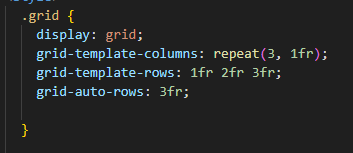 .grid {
display: grid;
grid-template-columns: repeat(3, 1fr);
grid-template-rows: 1fr 2fr 3fr;
grid-auto-rows: 3fr;
}